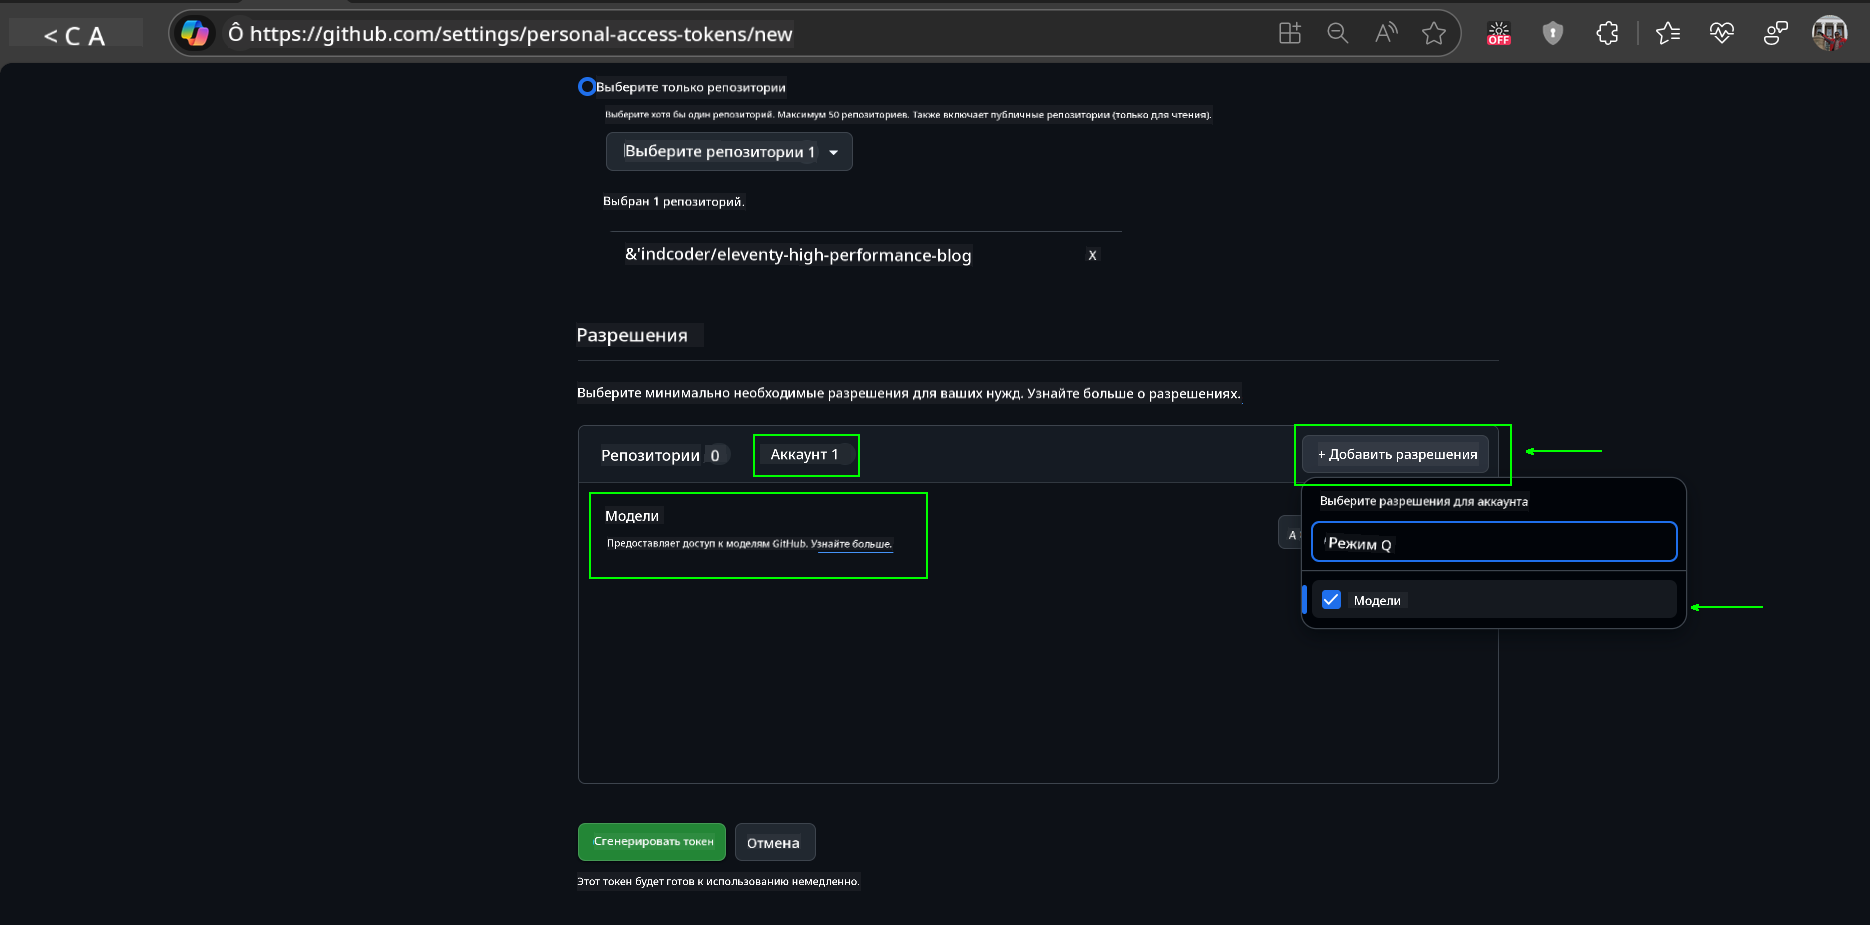 < C A
Ô https://github.com/settings/personal-access-tokens/new
OFF
Выберите только репозитории
Выберите хотя бы один репозиторий. Максимум 50 репозиториев. Также включает публичные репозитории (только для чтения).
Выберите репозитории 1
Выбран 1 репозиторий.
&'indcoder/eleventy-high-performance-blog X
Разрешения
Выберите минимально необходимые разрешения для ваших нужд. Узнайте больше о разрешениях.
Репозитории 0 Аккаунт 1 + Добавить разрешения
Выберите разрешения для аккаунта
Модели
Предоставляет доступ к моделям GitHub. Узнайте больше.
A
Режим Q
Модели
Сгенерировать токен Отмена
Этот токен будет готов к использованию немедленно.